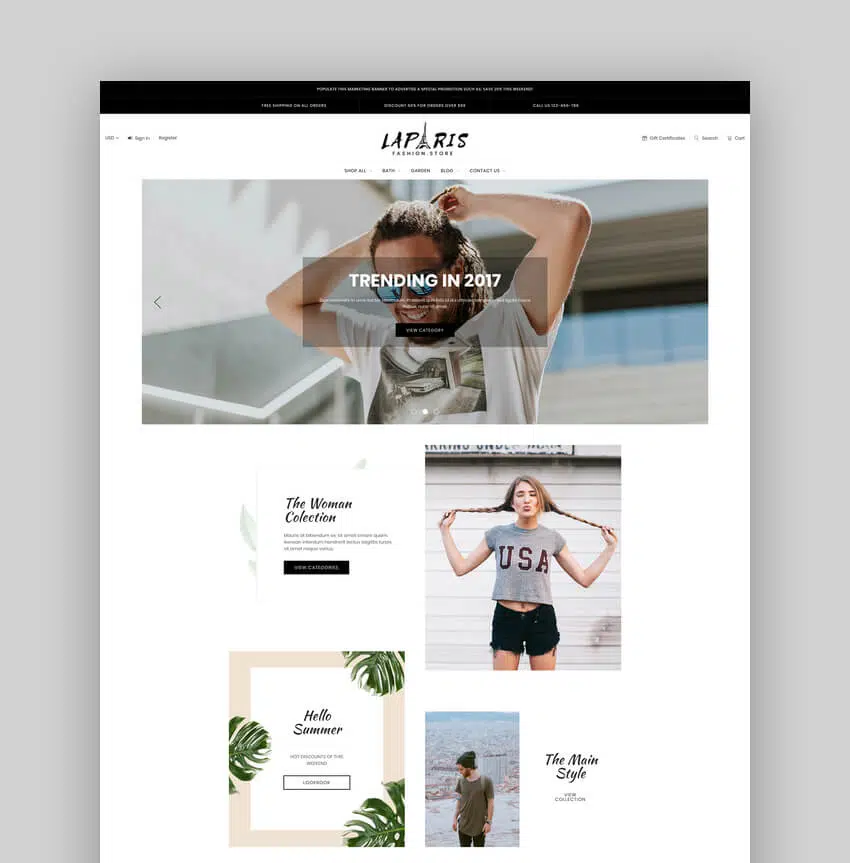 POPULATE THIS MARKETING BANNER TO ADVERTISE A SPECIAL PROMOTION SUCH AS: SAVE 20% THIS WEEKEND!
FREE SHIPPING ON ALL ORDERS
DISCOUNT 50% FOR ORDERS OVER $99
CALL US 123-456-789
USD
Sign In
Register
LAPARIS
FASHION.STORE
Gift Certificates
Search
Cart
SHOP ALL
BATH
GARDEN
BLOG
CONTACT US
TRENDING IN 2017
VIEW CATEGORY
The Woman
Colection
Mauris at bibendum ex, sit amet ornare quam.
Aenean interdum hendrerit lectus sagittis turpis
sit amet neque varius.
VIEW CATEGORIES
USA
Hello
Summer
HOT DISCOUNTS OF THIS
WEEKEND
LOOKBOOK
The Main
Style
VIEW
COLLECTION